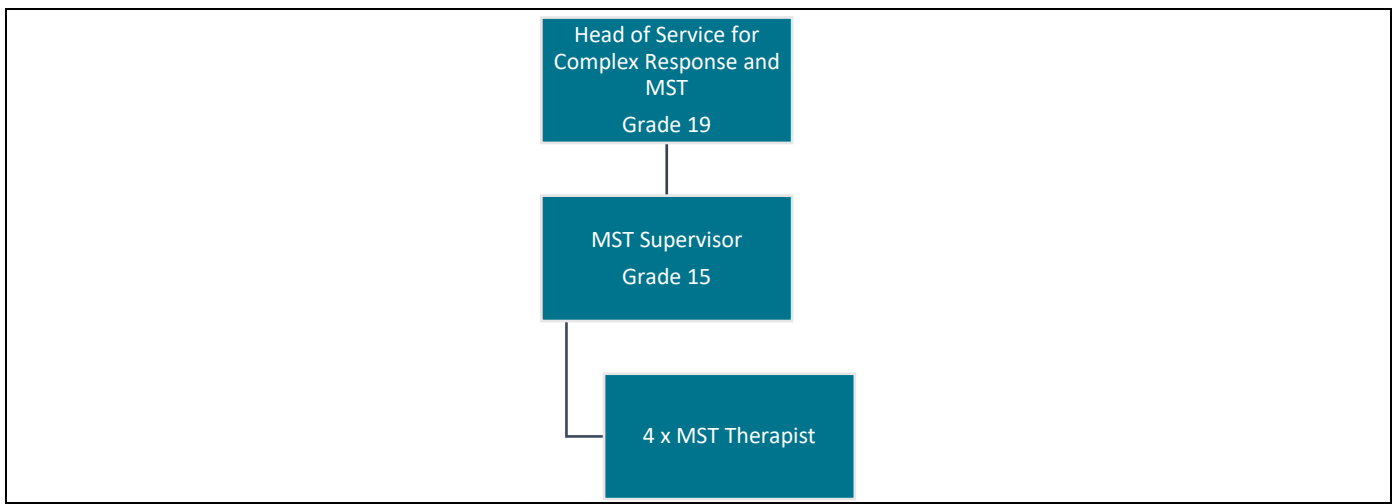 Head of Service for
Complex Response and
MST
Grade 19
MST Supervisor
Grade 15
4 x MST Therapist